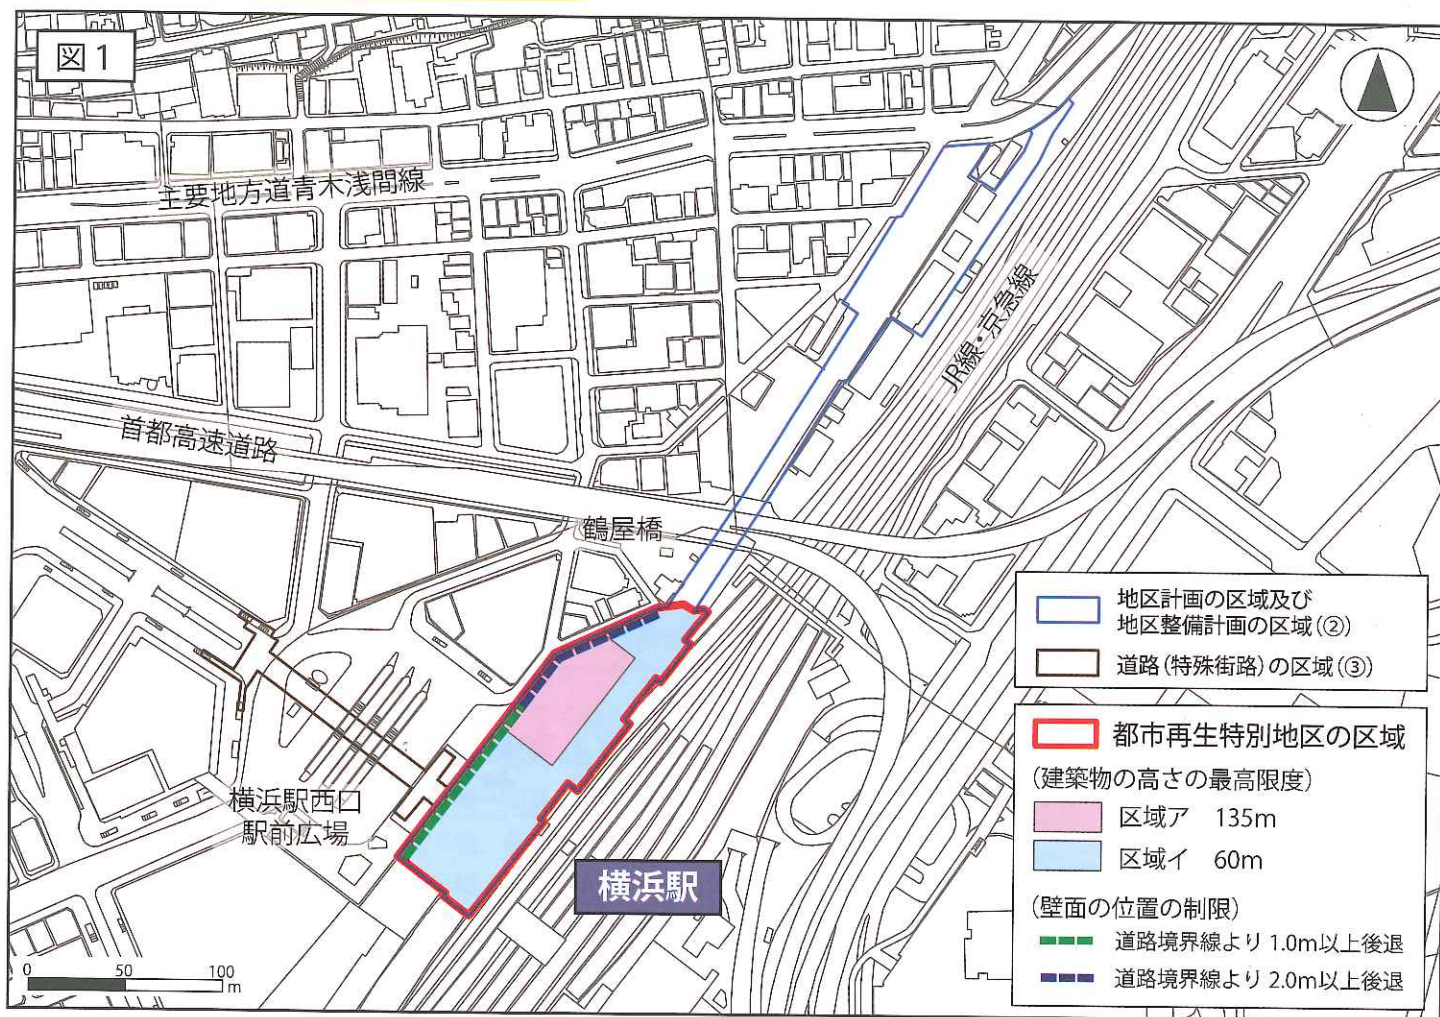 図1
主要地方道青木浅間線
JR線・京急線
首都高速道路
鶴屋橋
横浜駅西口
駅前広場
横浜駅
0 50 100
m
地区計画の区域及び
地区整備計画の区域(②)
道路(特殊街路)の区域(③)
都市再生特別地区の区域
(建築物の高さの最高限度)
区域ア 135m
区域イ 60m
(壁面の位置の制限)
道路境界線より 1.0m以上後退
道路境界線より 2.0m以上後退